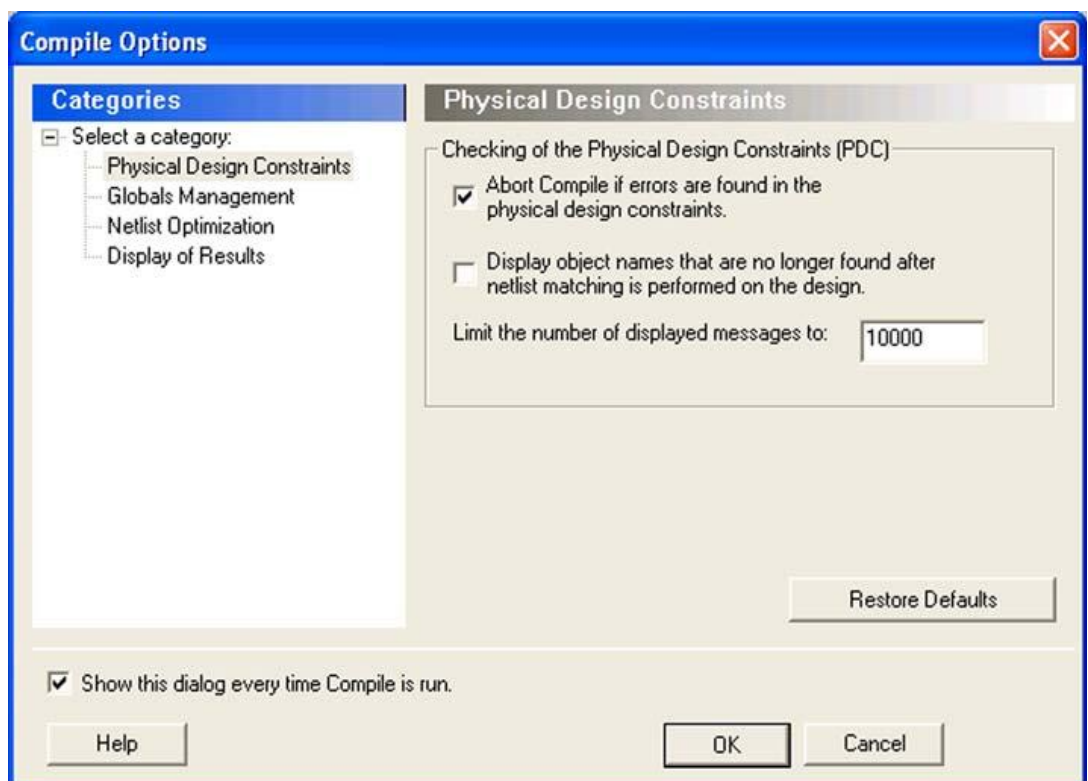 Compile Options
Categories
Select a category:
Physical Design Constraints
Globals Management
Netlist Optimization
Display of Results
Physical Design Constraints
Checking of the Physical Design Constraints (PDC)
Abort Compile if errors are found in the
physical design constraints.
Display object names that are no longer found after
netlist matching is performed on the design.
Limit the number of displayed messages to: 10000
Restore Defaults
Show this dialog every time Compile is run.
Help
OK
Cancel